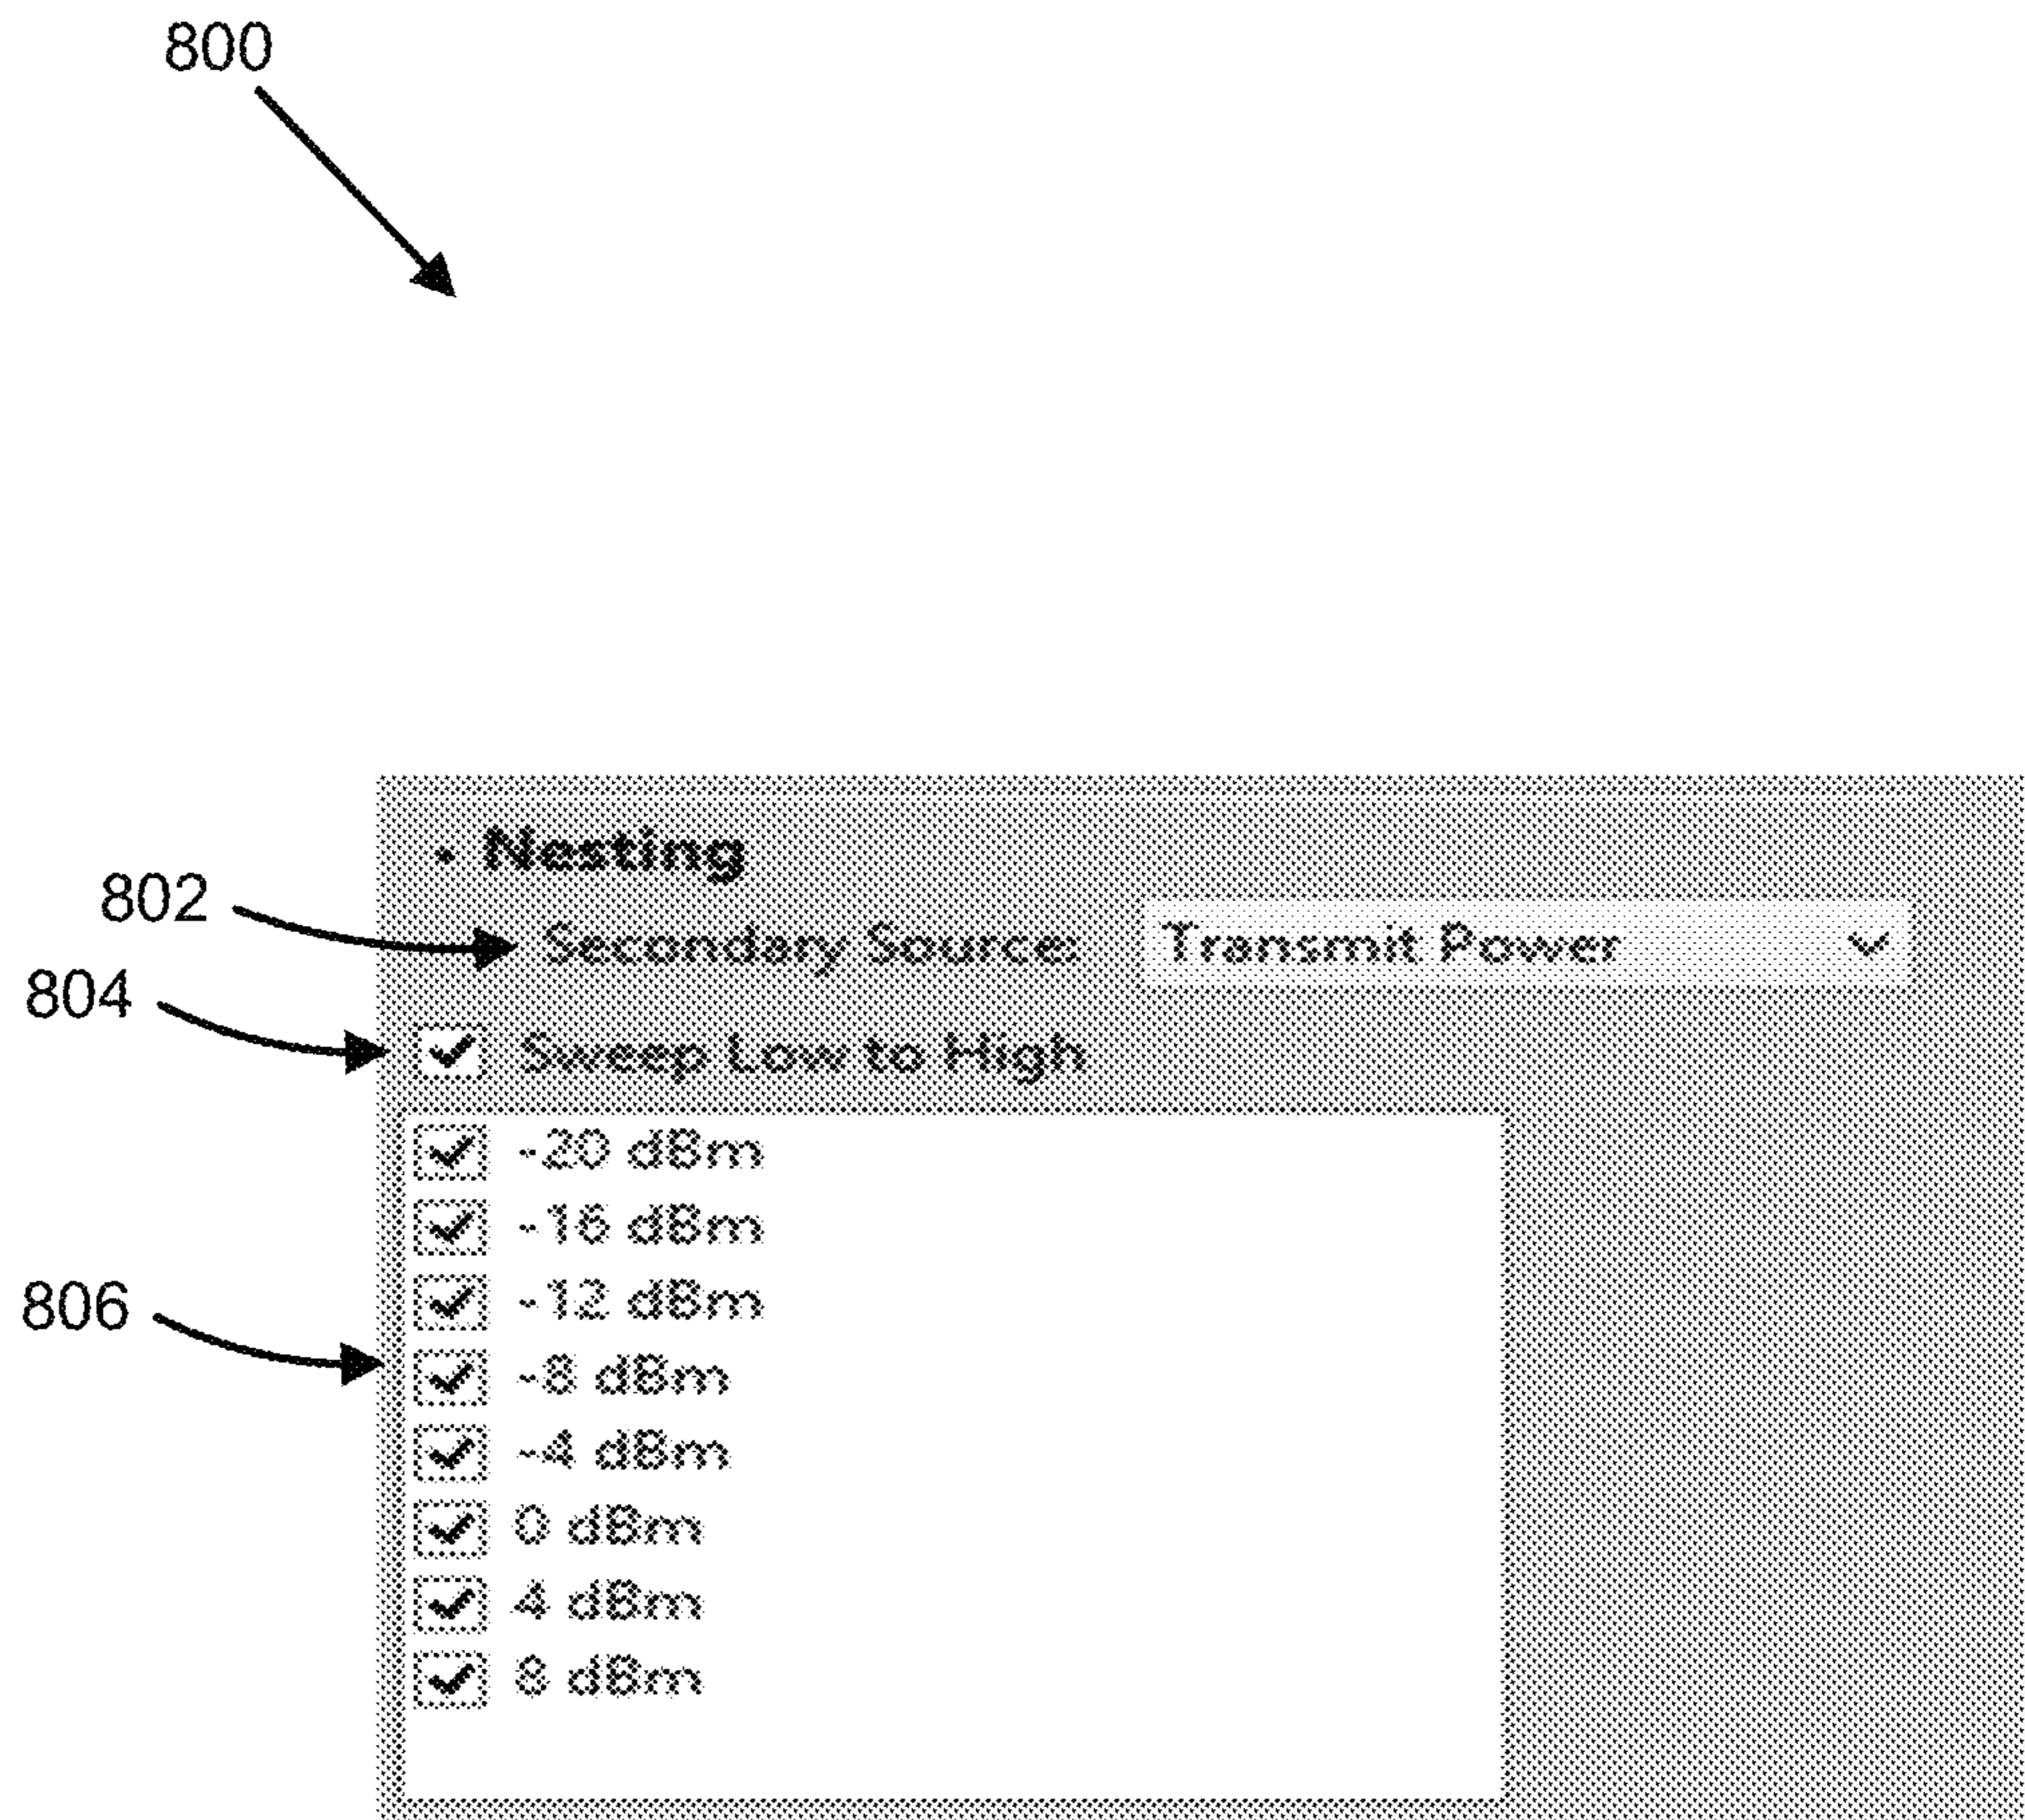 800
• Nesting
802
Secondary Source: Transmit Power
804
Sweep Low to High
-20 dBm
-16 dBm
-12 dBm
806
-8 dBm
-4 dBm
0 dBm
4 dBm
8 dBm